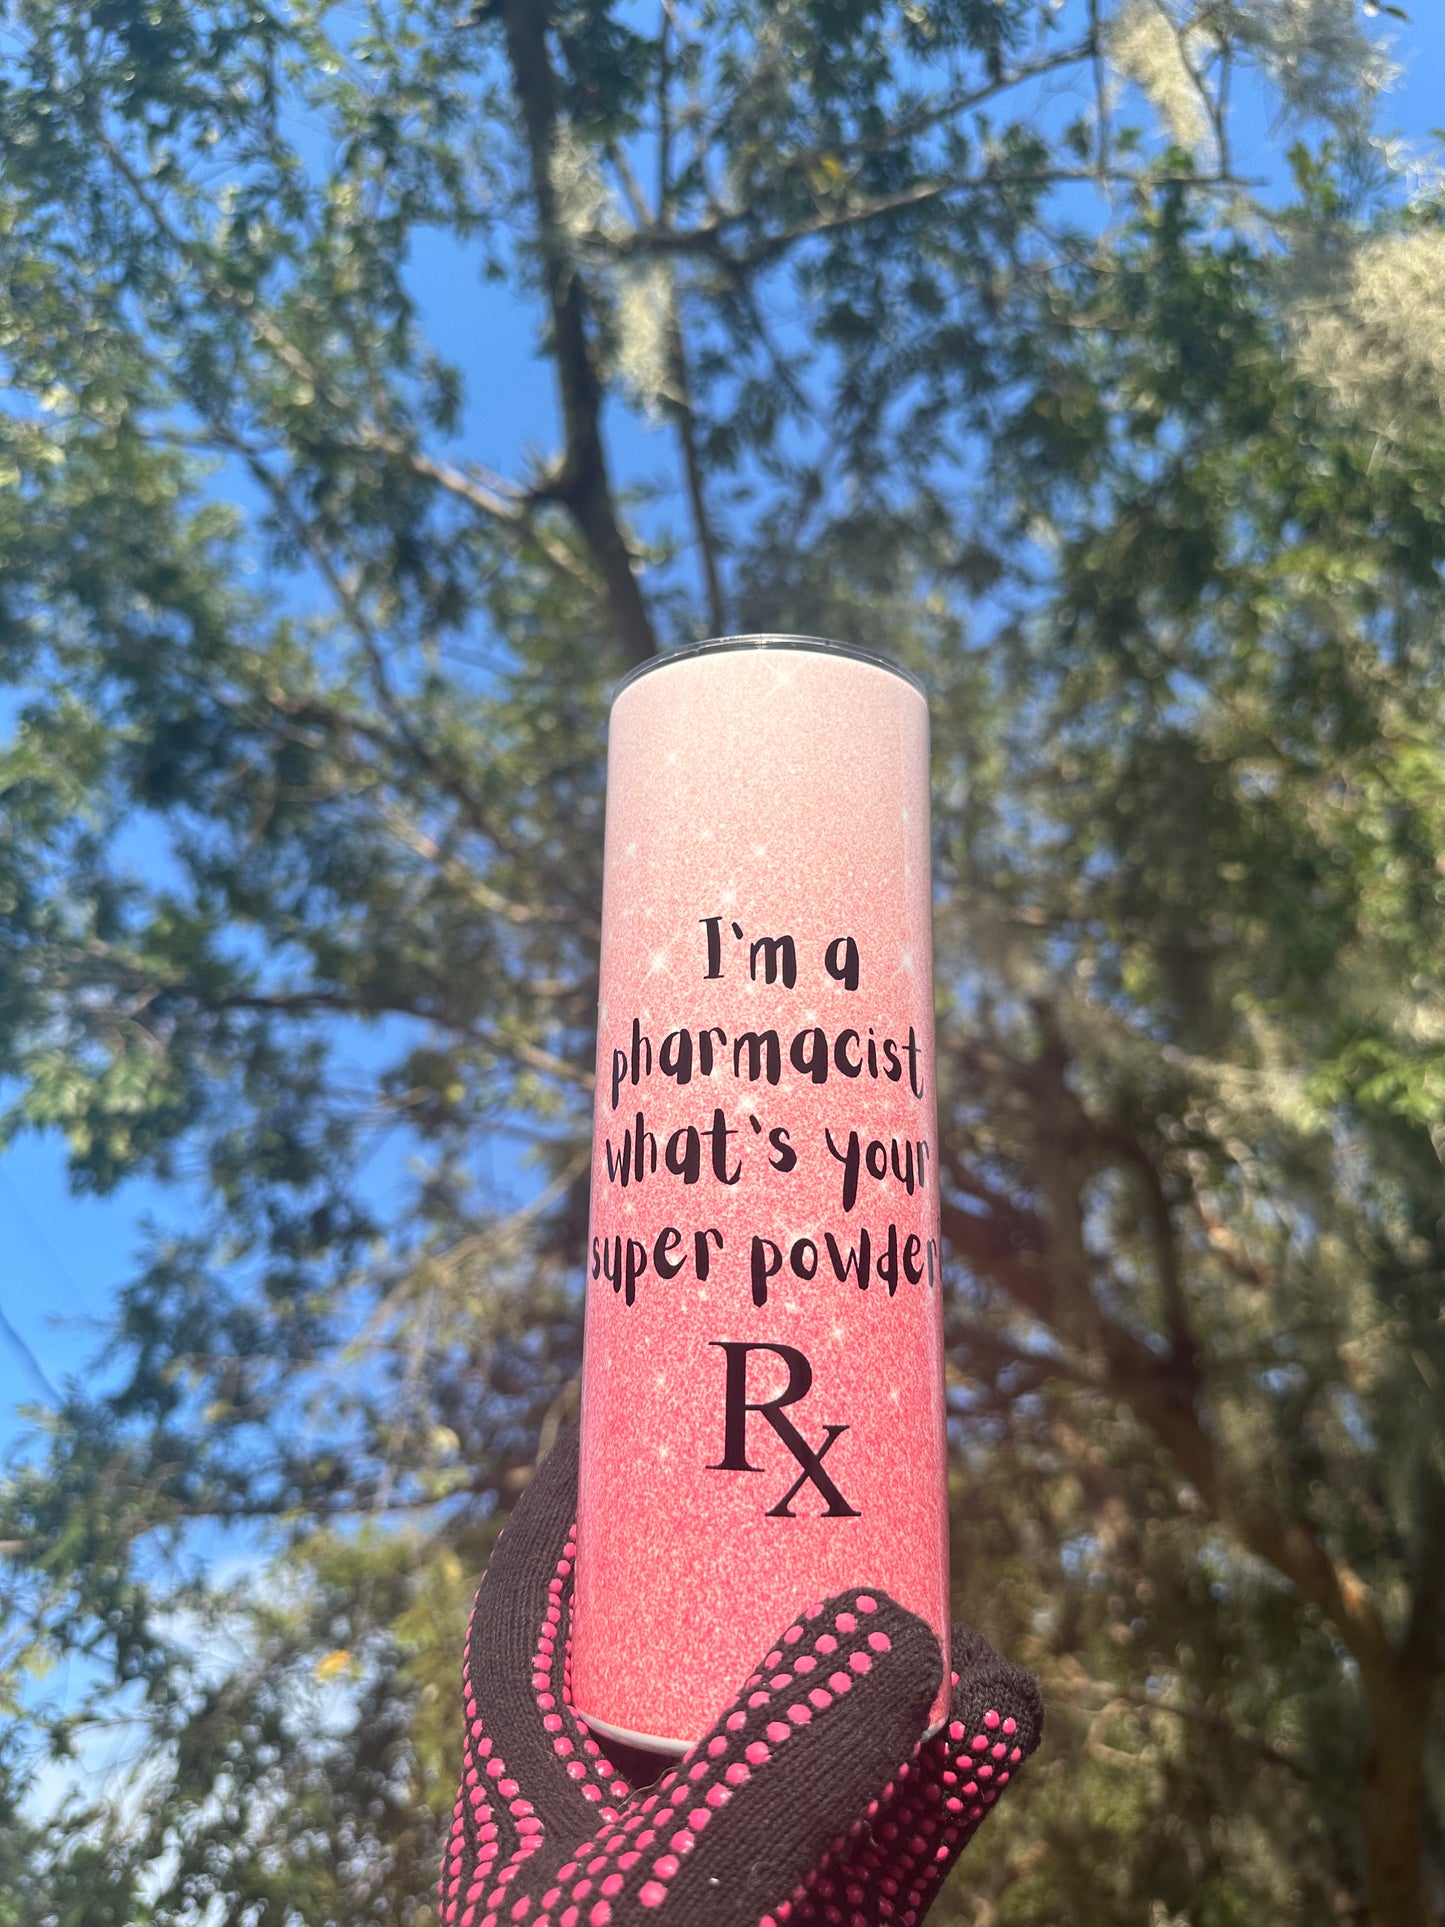 I'm a
pharmacist
what's your
super powder
Rx